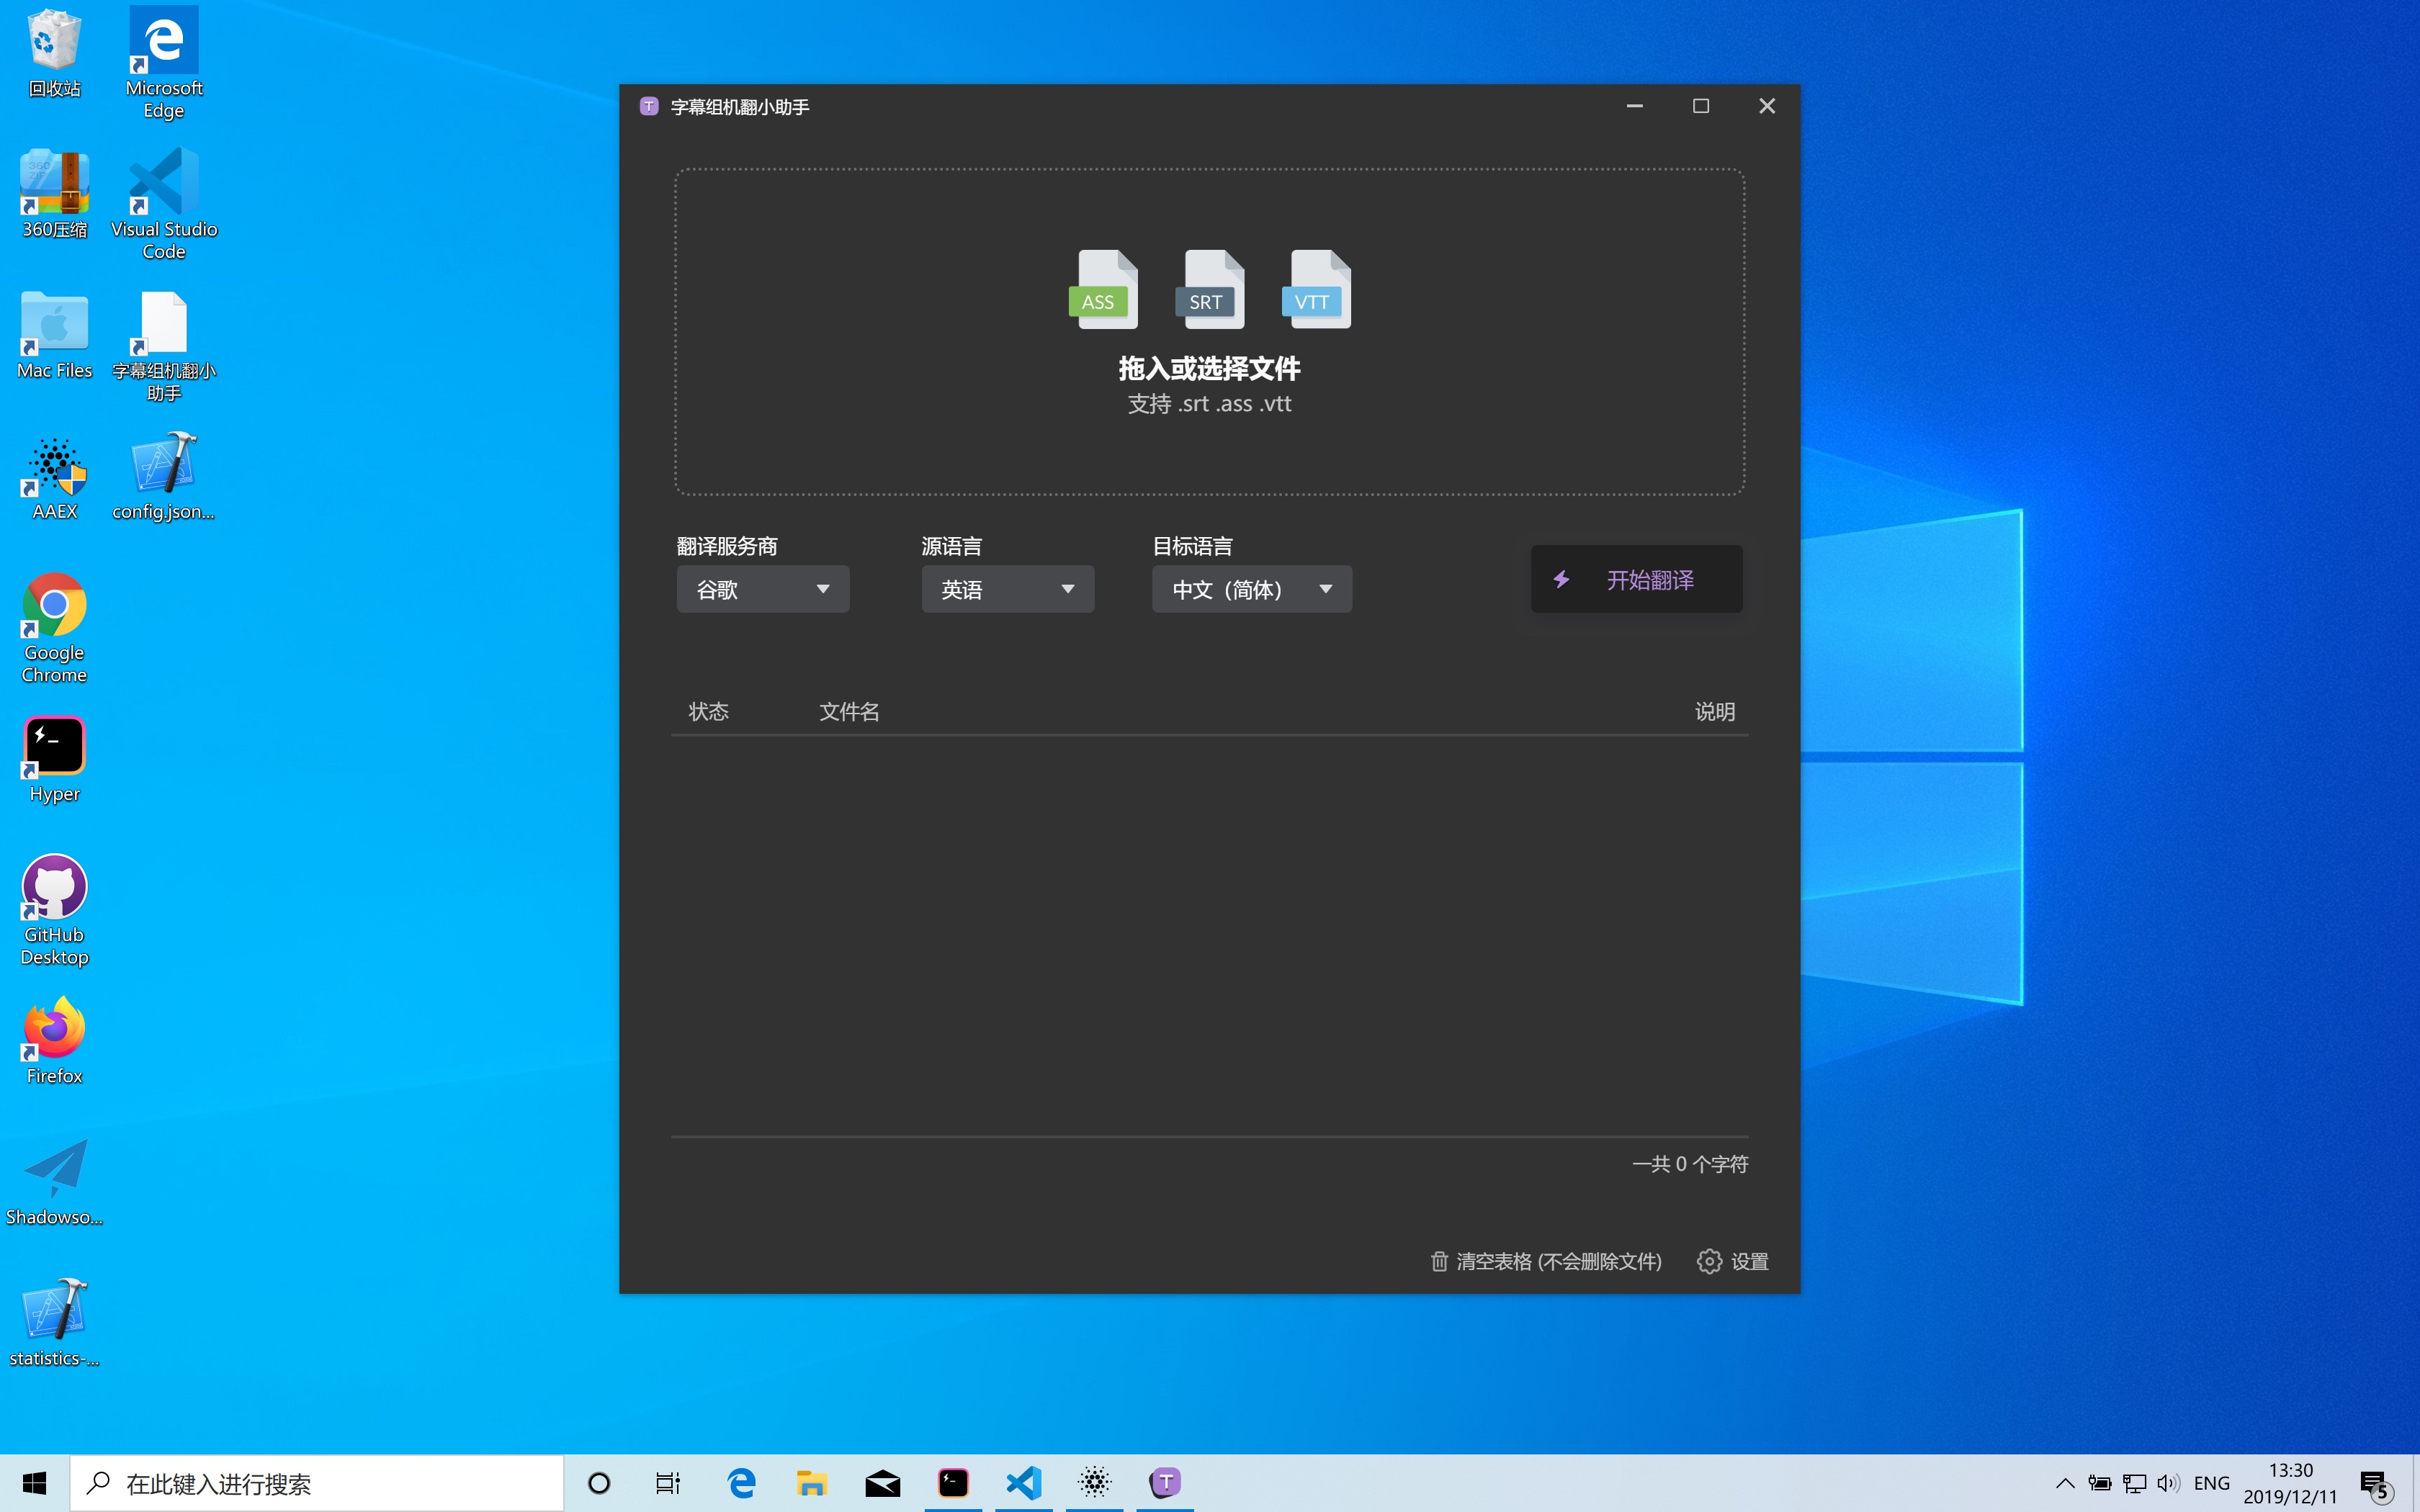 回收站
Microsoft
Edge
360压缩
Visual Studio
Code
Mac Files
字幕组机翻小
助手
AAEX
config.json...
Google
Chrome
Hyper
GitHub
Desktop
Firefox
Shadowso...
statistics-...
T 字幕组机翻小助手
ASS SRT VTT
拖入或选择文件
支持 .srt .ass .vtt
翻译服务商 源语言 目标语言
谷歌 英语 中文（简体） 开始翻译
状态 文件名 说明
一共 0 个字符
清空表格 (不会删除文件) 设置
在此键入进行搜索
T
ENG
13:30
2019/12/11
5